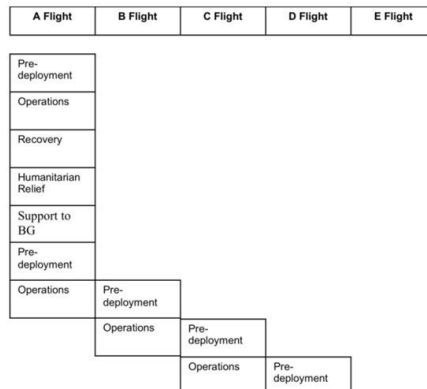 A Flight B Flight C Flight D Flight E Flight
Pre-
deployment
Operations
Recovery
Humanitarian
Relief
Support to
BG
Pre-
deployment
Operations Pre-
deployment
Operations Pre-
deployment
Operations Pre-
deployment